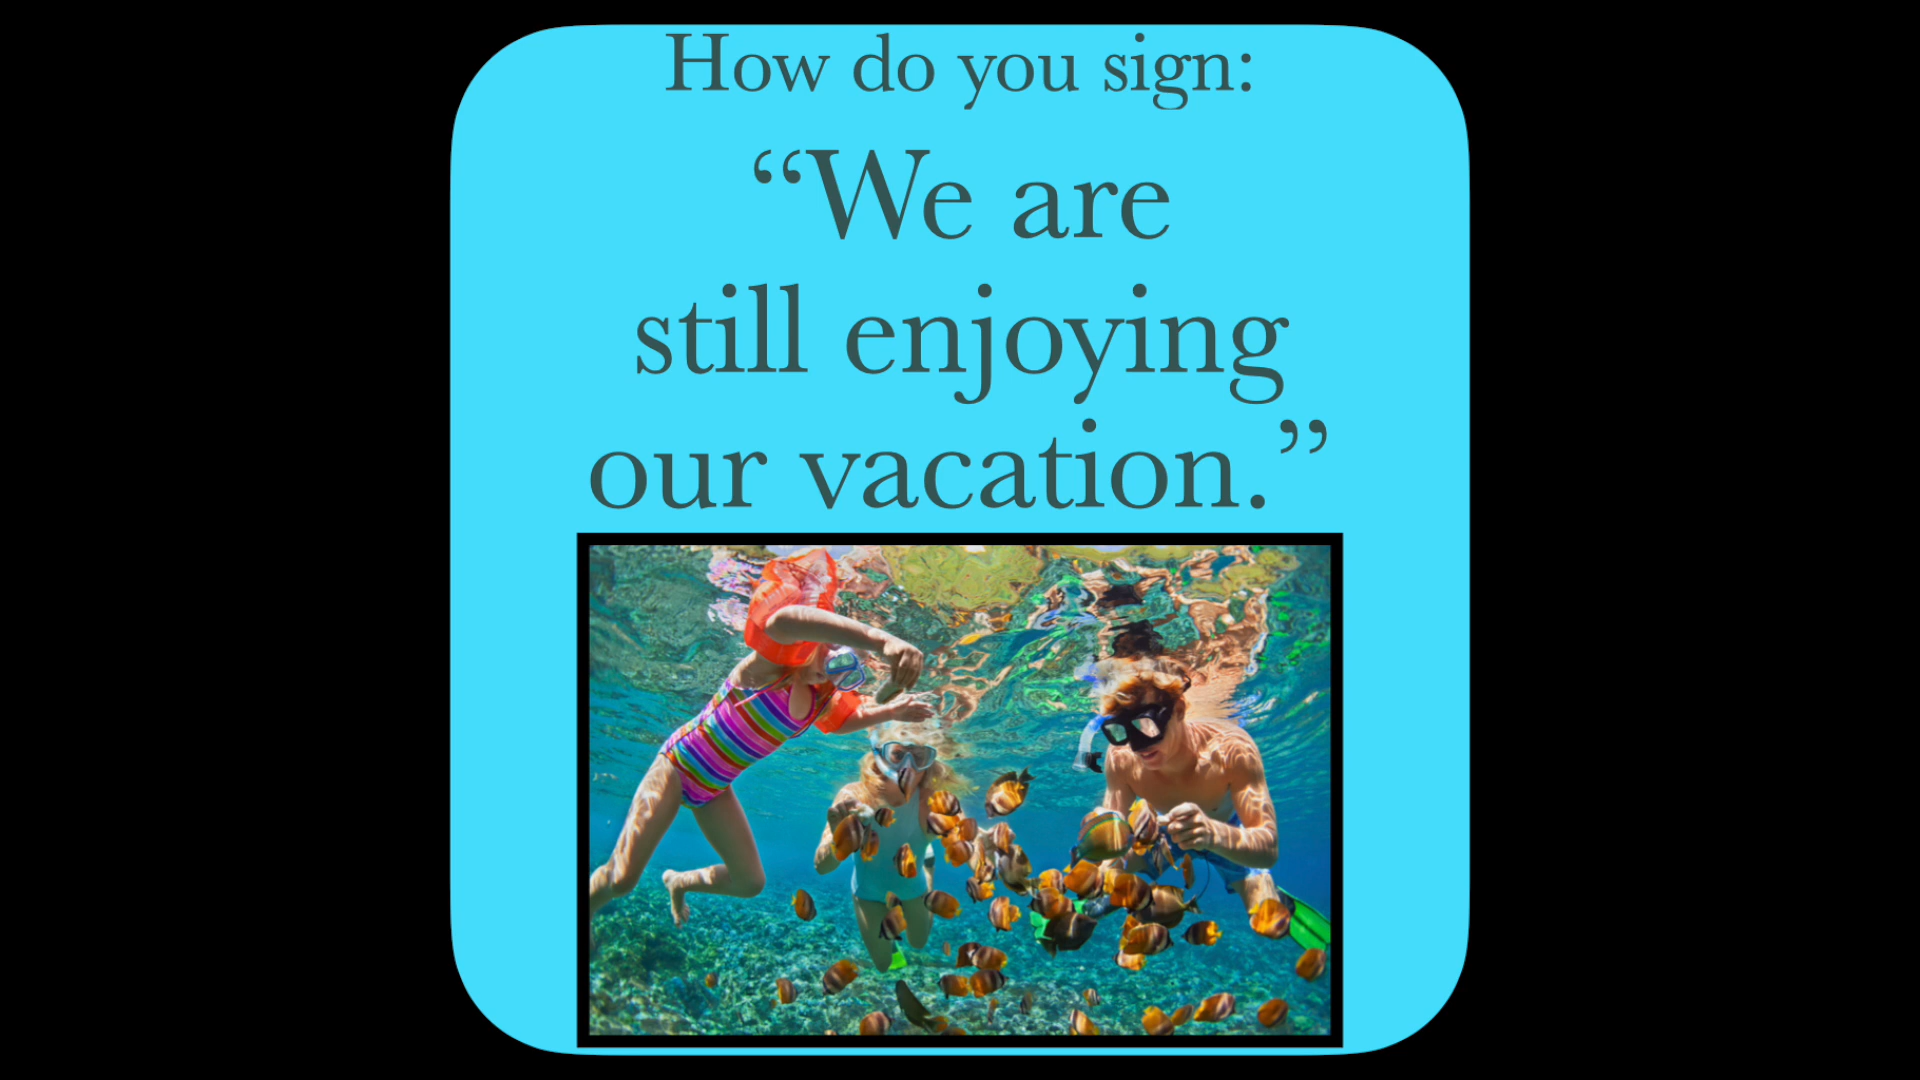 How do you sign:
“We are
still enjoying
our vacation.”